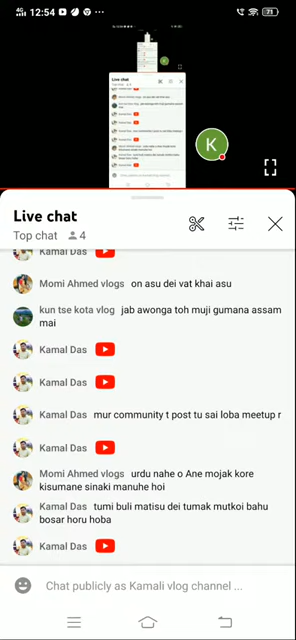 12:54
71
Live chat
K
Live chat
Top chat 4
Kamal Das
Momi Ahmed vlogs on asu dei vat khai asu
kun tse kota vlog jab awonga toh muji gumana assam
mai
Kamal Das
Kamal Das
Kamal Das mur community t post tu sai loba meetup r
Kamal Das
Momi Ahmed vlogs urdu nahe o Ane mojak kore
kisumane sinaki manuhe hoi
Kamal Das tumi buli matisu dei tumak mutkoi bahu
bosar horu hoba
Kamal Das
Chat publicly as Kamali vlog channel ...